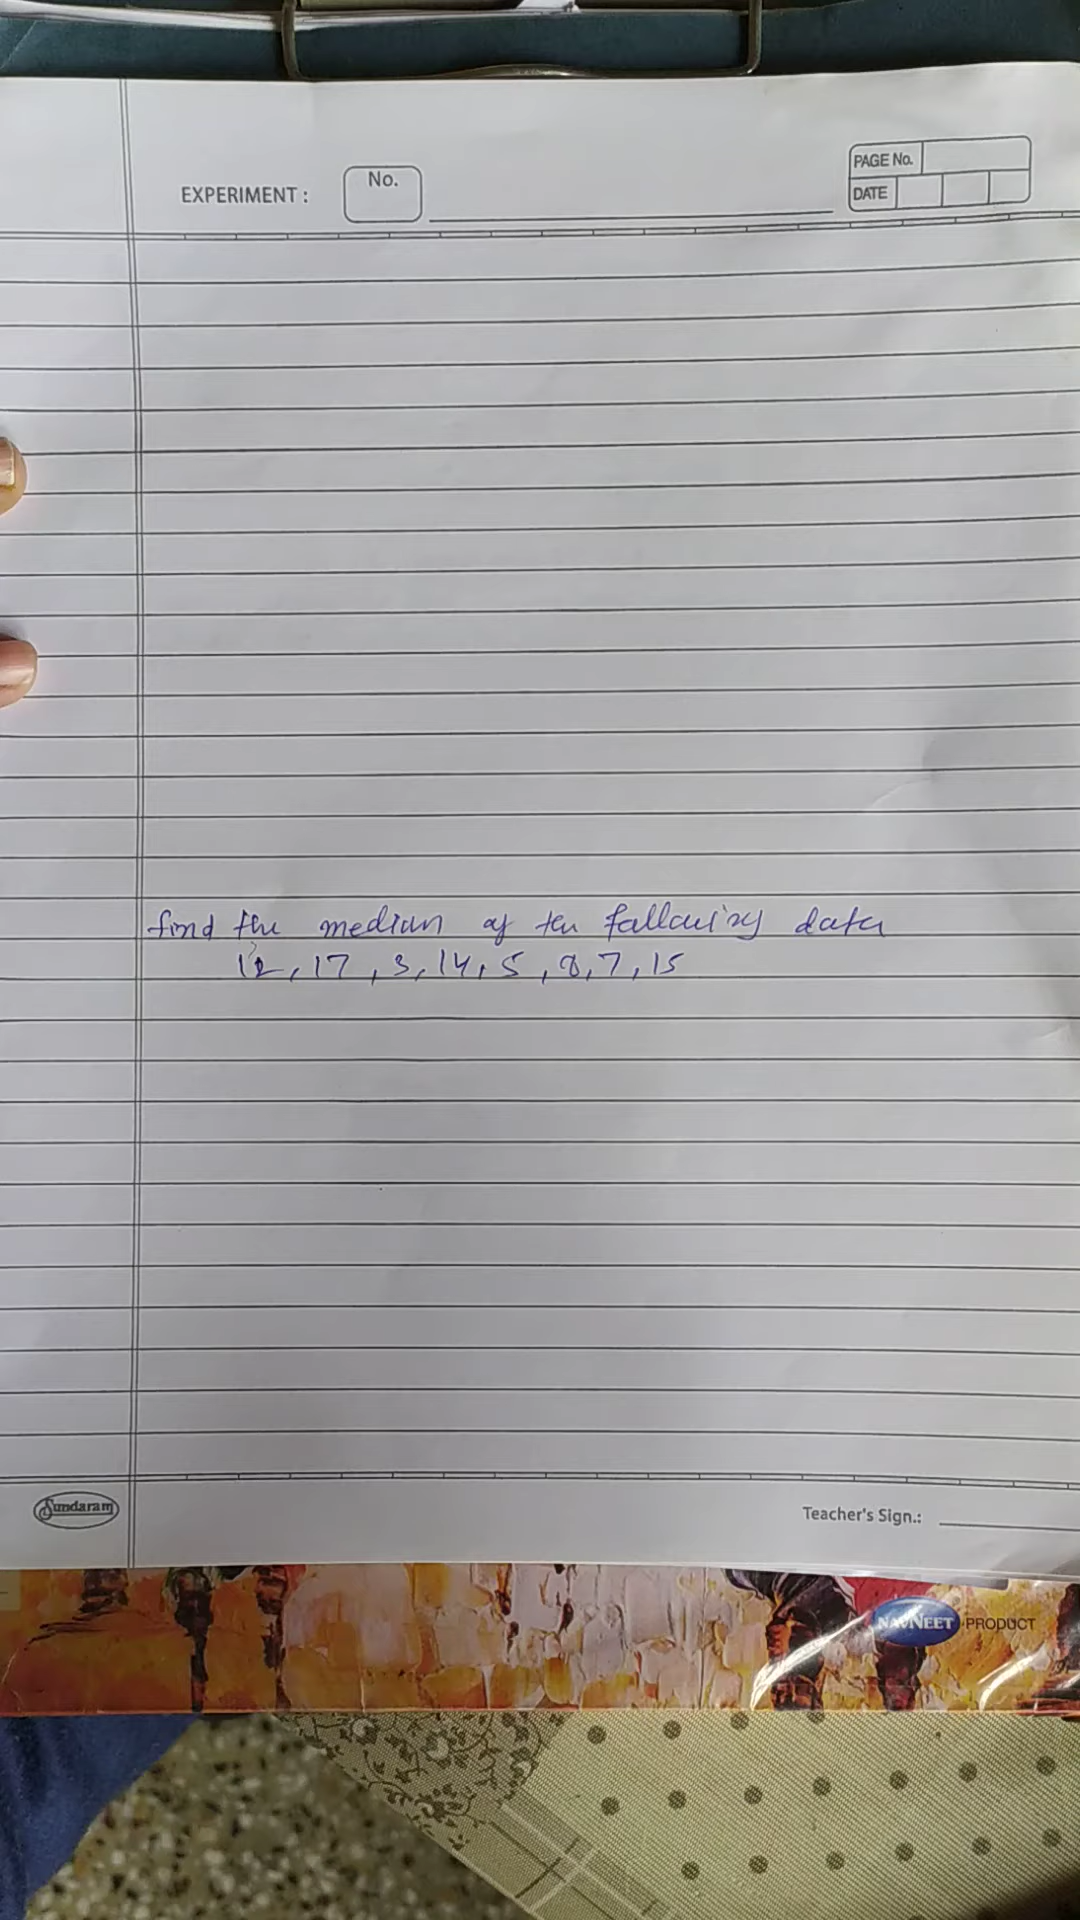 EXPERIMENT :
No.
PAGE No.
DATE
find the median of the following data
12, 17, 3, 14, 5, 8, 7, 15
Sundaram
Teacher's Sign.:
NAVNEET PRODUCT